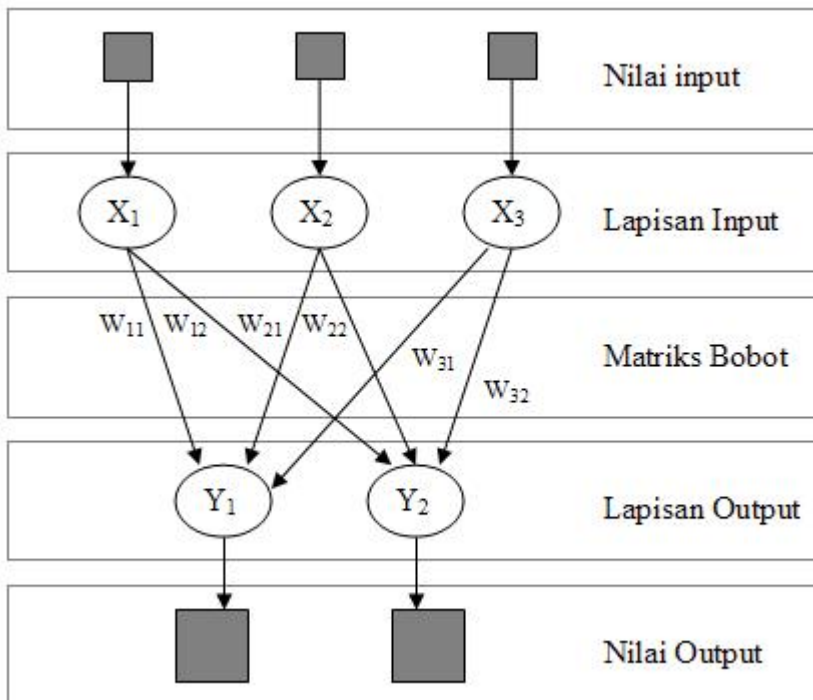 Nilai input
X1 X2 X3
Lapisan Input
W11 W12 W21 W22 W31 W32
Matriks Bobot
Y1 Y2
Lapisan Output
Nilai Output